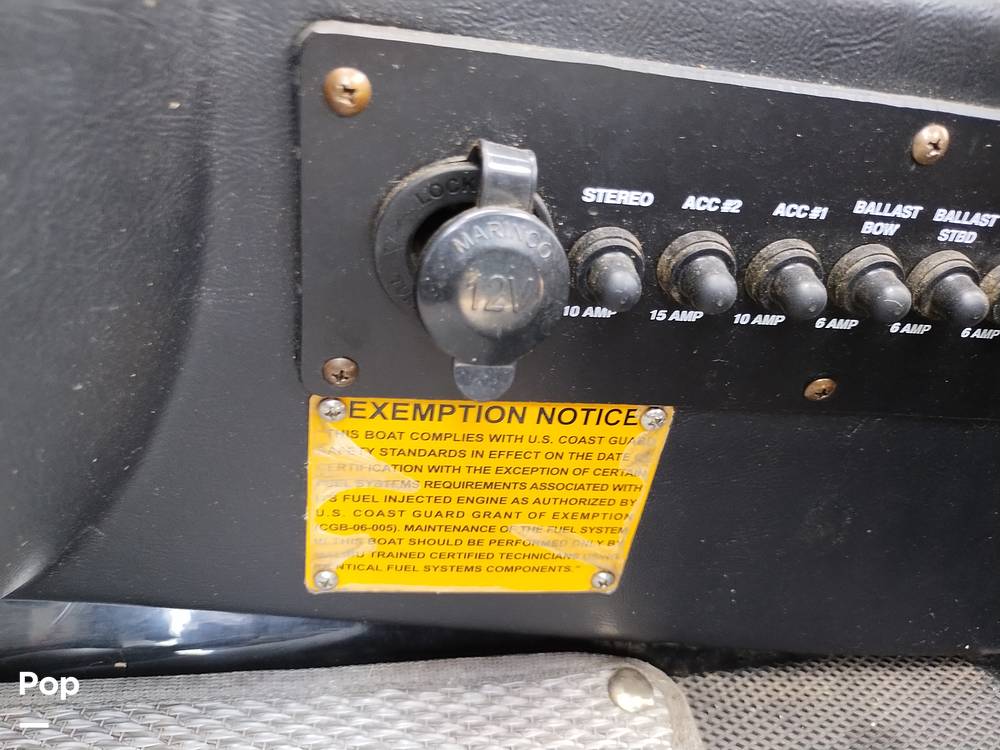 LOCK
MARINCO
12V
STEREO
ACC #2
ACC #1
BALLAST
BOW
BALLAST
STBD
10 AMP
15 AMP
10 AMP
6 AMP
6 AMP
6 AMP
EXEMPTION NOTICE
THIS BOAT COMPLIES WITH U.S. COAST GUARD
SAFETY STANDARDS IN EFFECT ON THE DATE OF
CERTIFICATION WITH THE EXCEPTION OF CERTAIN
FUEL SYSTEMS REQUIREMENTS ASSOCIATED WITH
ITS FUEL INJECTED ENGINE AS AUTHORIZED BY
U.S. COAST GUARD GRANT OF EXEMPTION
(CGB-06-005). MAINTENANCE OF THE FUEL SYSTEM
THIS BOAT SHOULD BE PERFORMED ONLY BY
TRAINED CERTIFIED TECHNICIANS
NTICAL FUEL SYSTEMS COMPONENTS."
Pop